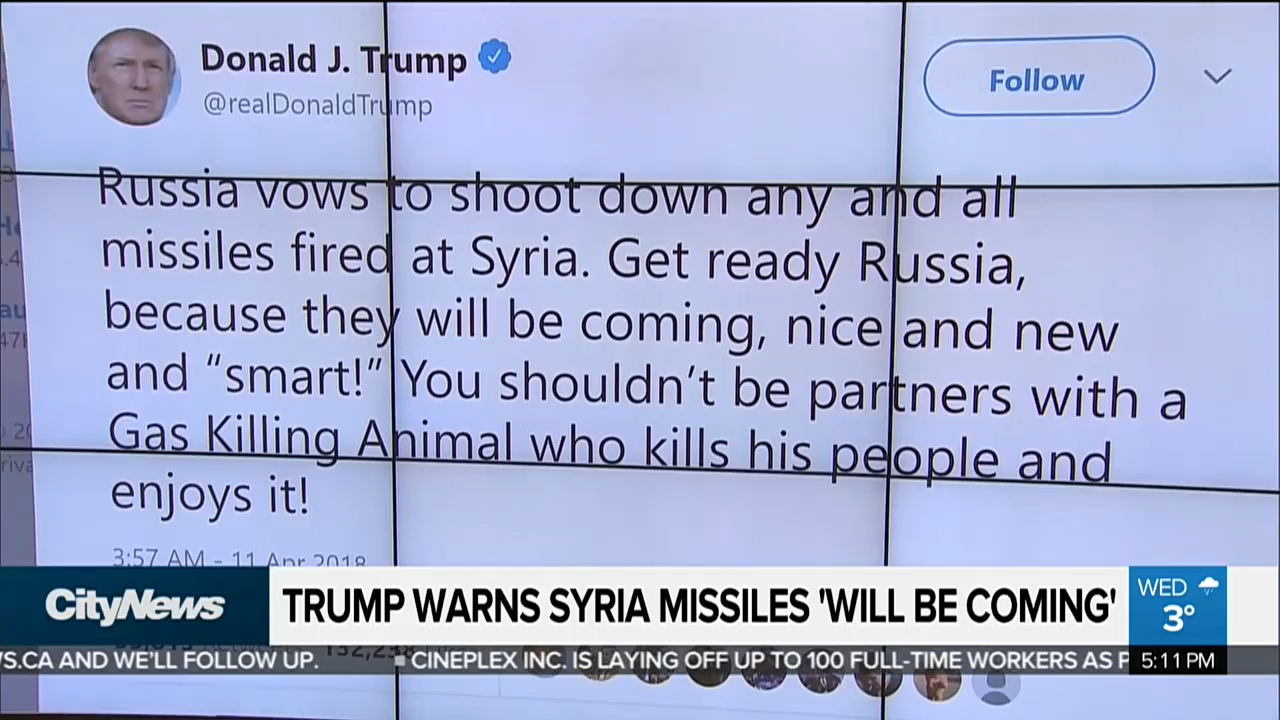 Donald J. Trump
@realDonaldTrump
Follow
Russia vows to shoot down any and all
missiles fired at Syria. Get ready Russia,
because they will be coming, nice and new
and “smart!” You shouldn’t be partners with a
Gas Killing Animal who kills his people and
enjoys it!
3:57 AM - 11 Apr 2018
CityNews
TRUMP WARNS SYRIA MISSILES 'WILL BE COMING'
WED
3°
S.CA AND WE'LL FOLLOW UP.
CINEPLEX INC. IS LAYING OFF UP TO 100 FULL-TIME WORKERS AS P
5:11 PM